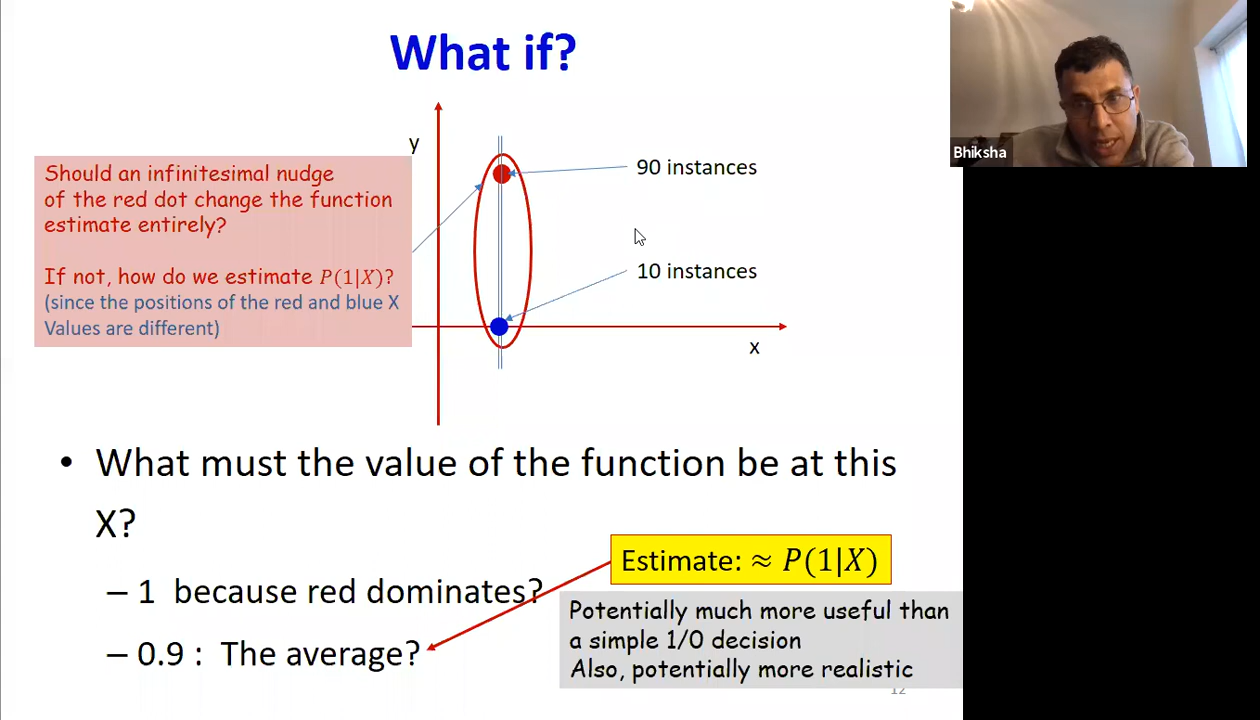 What if?
Bhiksha
y
Should an infinitesimal nudge
of the red dot change the function
estimate entirely?
If not, how do we estimate P(1|X)?
(since the positions of the red and blue X
Values are different)
90 instances
10 instances
x
• What must the value of the function be at this
X?
– 1 because red dominates?
– 0.9 : The average?
Estimate: ≈ P(1|X)
Potentially much more useful than
a simple 1/0 decision
Also, potentially more realistic
12